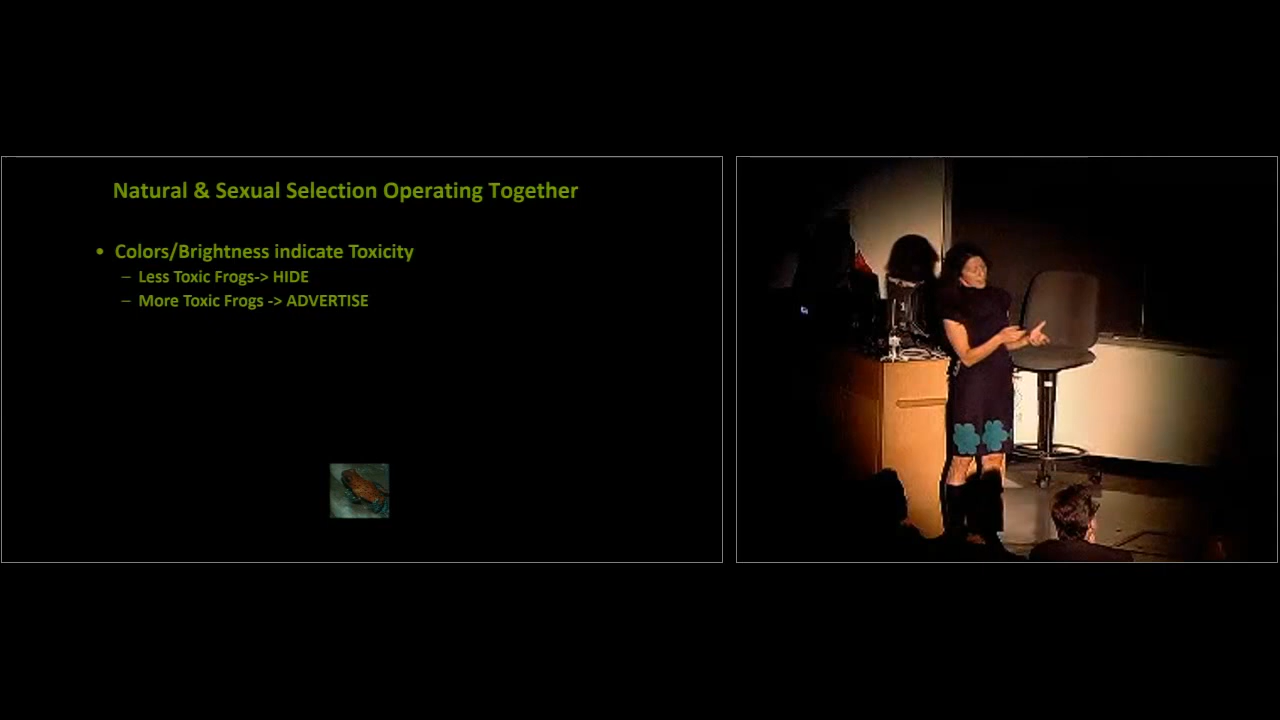 Natural & Sexual Selection Operating Together
• Colors/Brightness indicate Toxicity
– Less Toxic Frogs-> HIDE
– More Toxic Frogs -> ADVERTISE